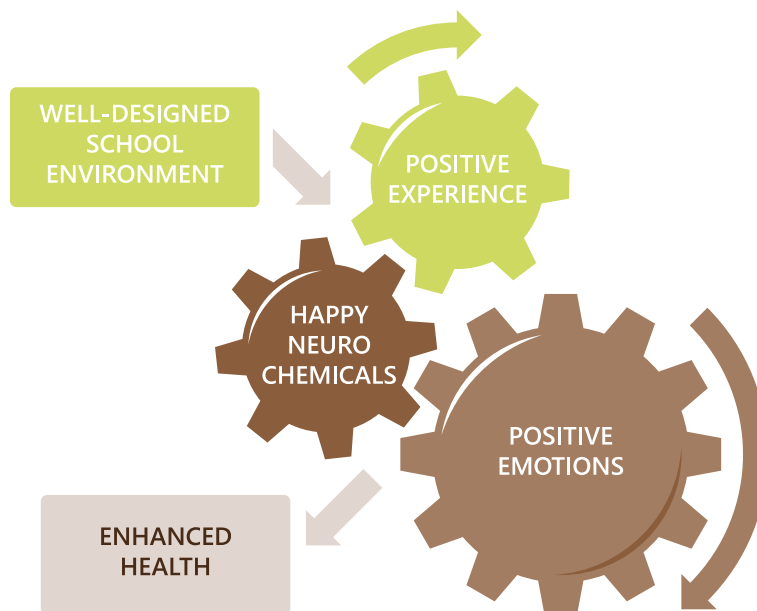 WELL-DESIGNED
SCHOOL
ENVIRONMENT
POSITIVE
EXPERIENCE
HAPPY
NEURO
CHEMICALS
POSITIVE
EMOTIONS
ENHANCED
HEALTH